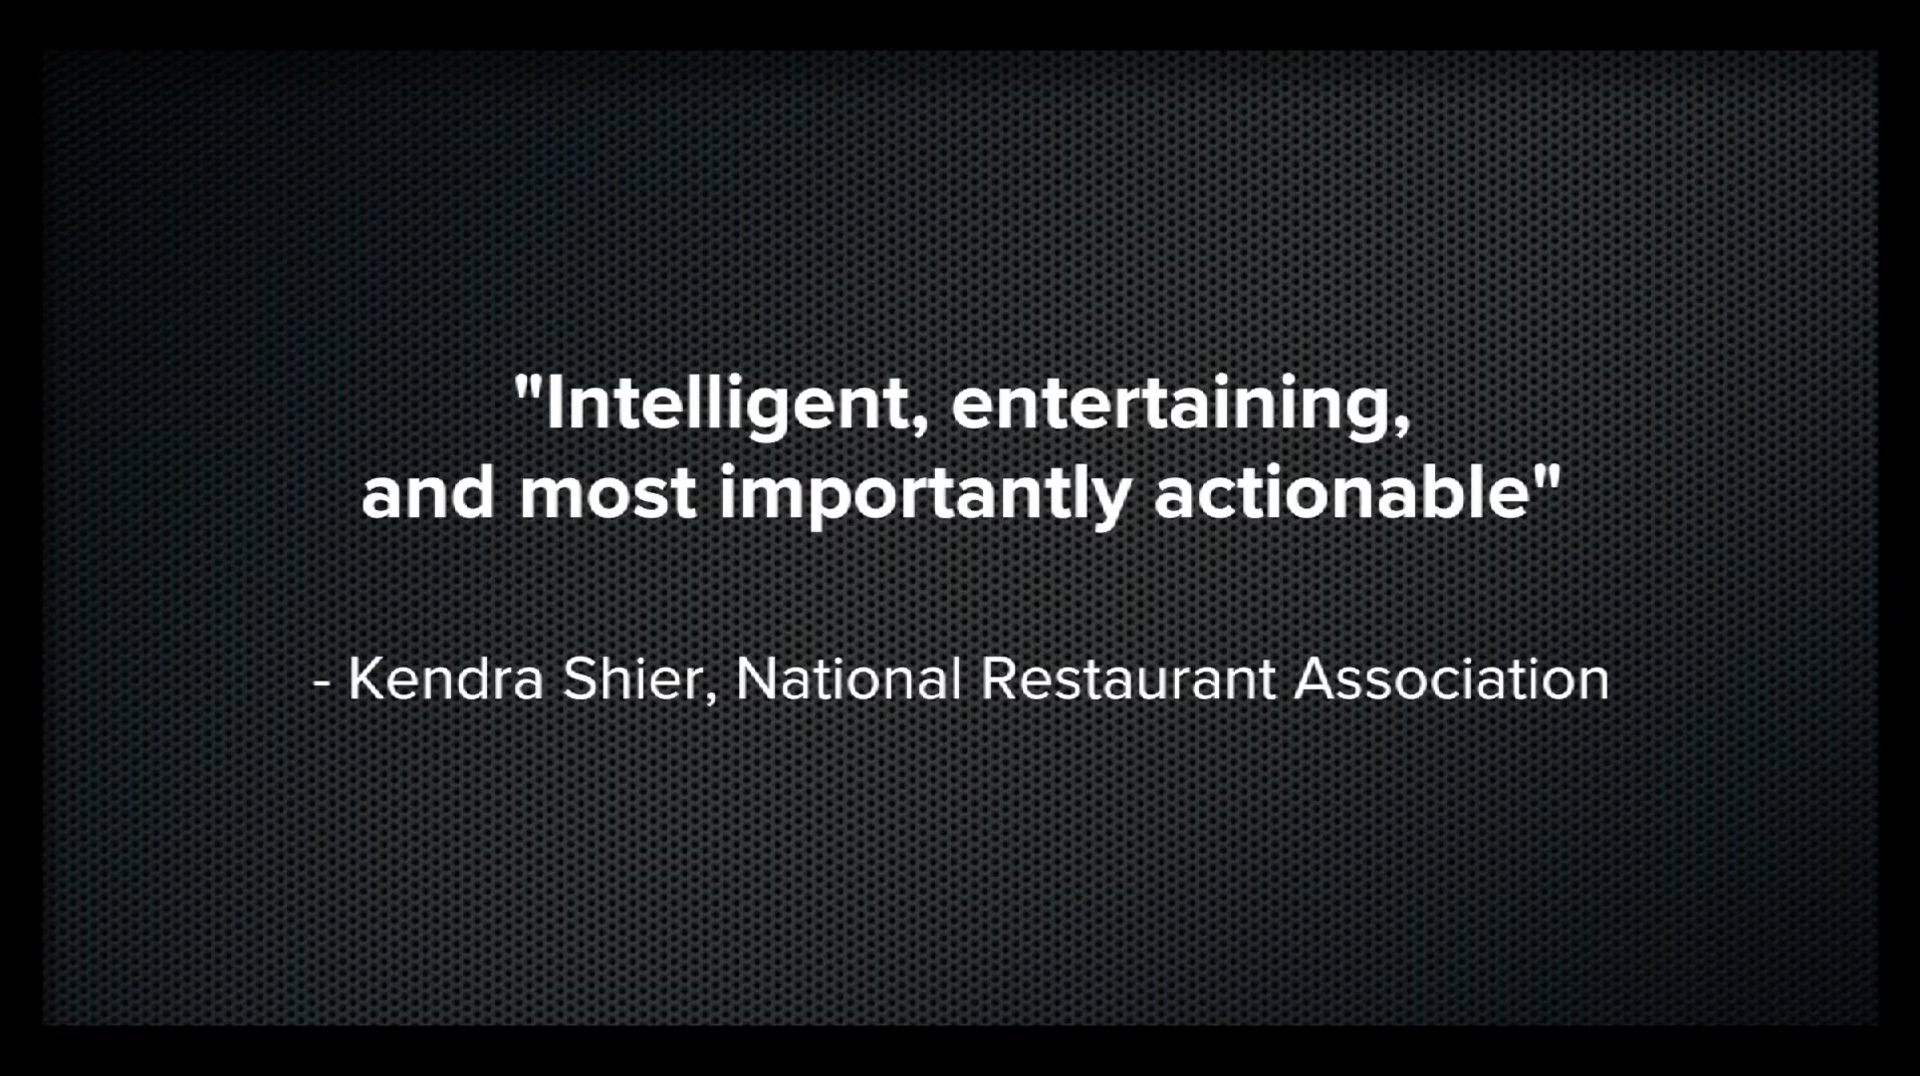 "Intelligent, entertaining,
and most importantly actionable"
- Kendra Shier, National Restaurant Association